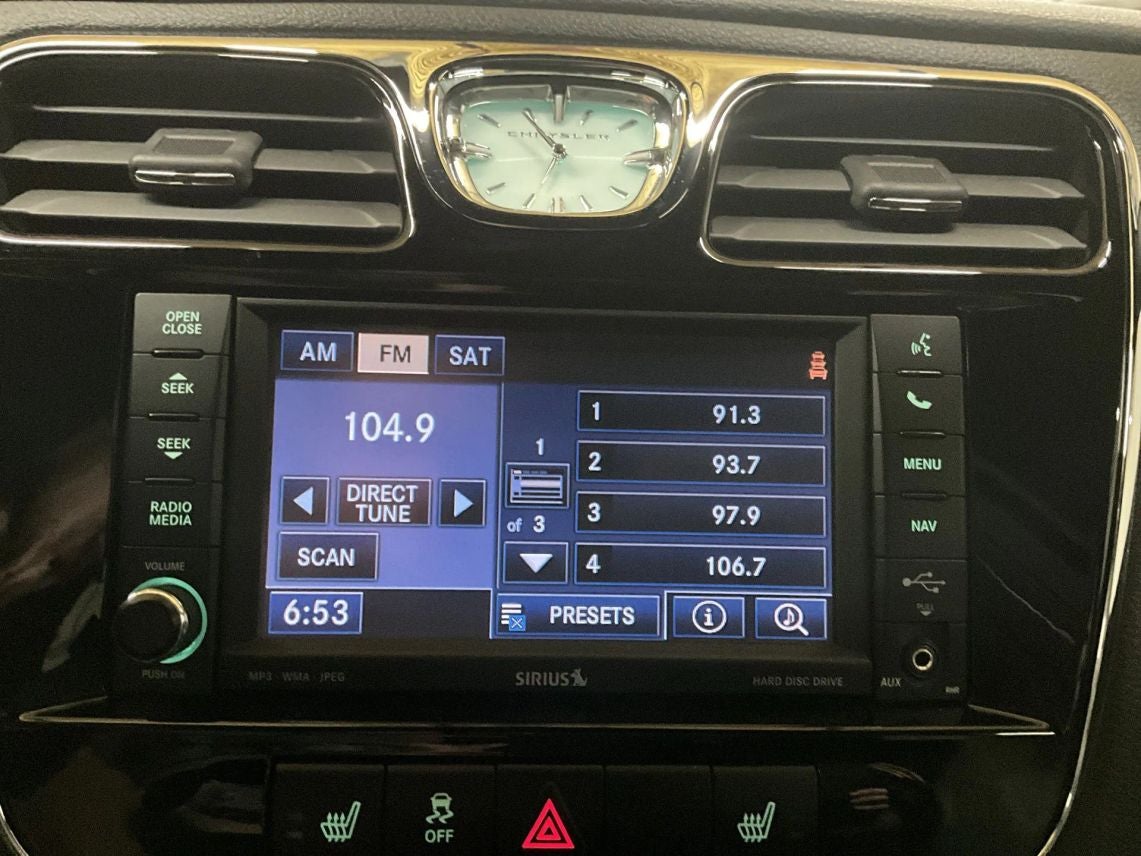 CHRYSLER
OPEN
CLOSE
SEEK
SEEK
RADIO
MEDIA
VOLUME
PUSH ON
AM FM SAT
104.9
DIRECT
TUNE
SCAN
6:53
1
of 3
1 91.3
2 93.7
3 97.9
4 106.7
PRESETS
i
MP3 · WMA · JPEG
SIRIUS
HARD DISC DRIVE
MENU
NAV
PULL
AUX
RHR
OFF